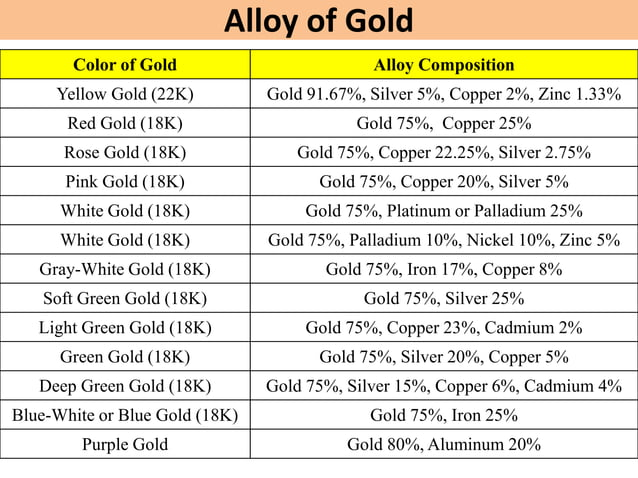 Alloy of Gold
Color of Gold Alloy Composition
Yellow Gold (22K) Gold 91.67%, Silver 5%, Copper 2%, Zinc 1.33%
Red Gold (18K) Gold 75%, Copper 25%
Rose Gold (18K) Gold 75%, Copper 22.25%, Silver 2.75%
Pink Gold (18K) Gold 75%, Copper 20%, Silver 5%
White Gold (18K) Gold 75%, Platinum or Palladium 25%
White Gold (18K) Gold 75%, Palladium 10%, Nickel 10%, Zinc 5%
Gray-White Gold (18K) Gold 75%, Iron 17%, Copper 8%
Soft Green Gold (18K) Gold 75%, Silver 25%
Light Green Gold (18K) Gold 75%, Copper 23%, Cadmium 2%
Green Gold (18K) Gold 75%, Silver 20%, Copper 5%
Deep Green Gold (18K) Gold 75%, Silver 15%, Copper 6%, Cadmium 4%
Blue-White or Blue Gold (18K) Gold 75%, Iron 25%
Purple Gold Gold 80%, Aluminum 20%